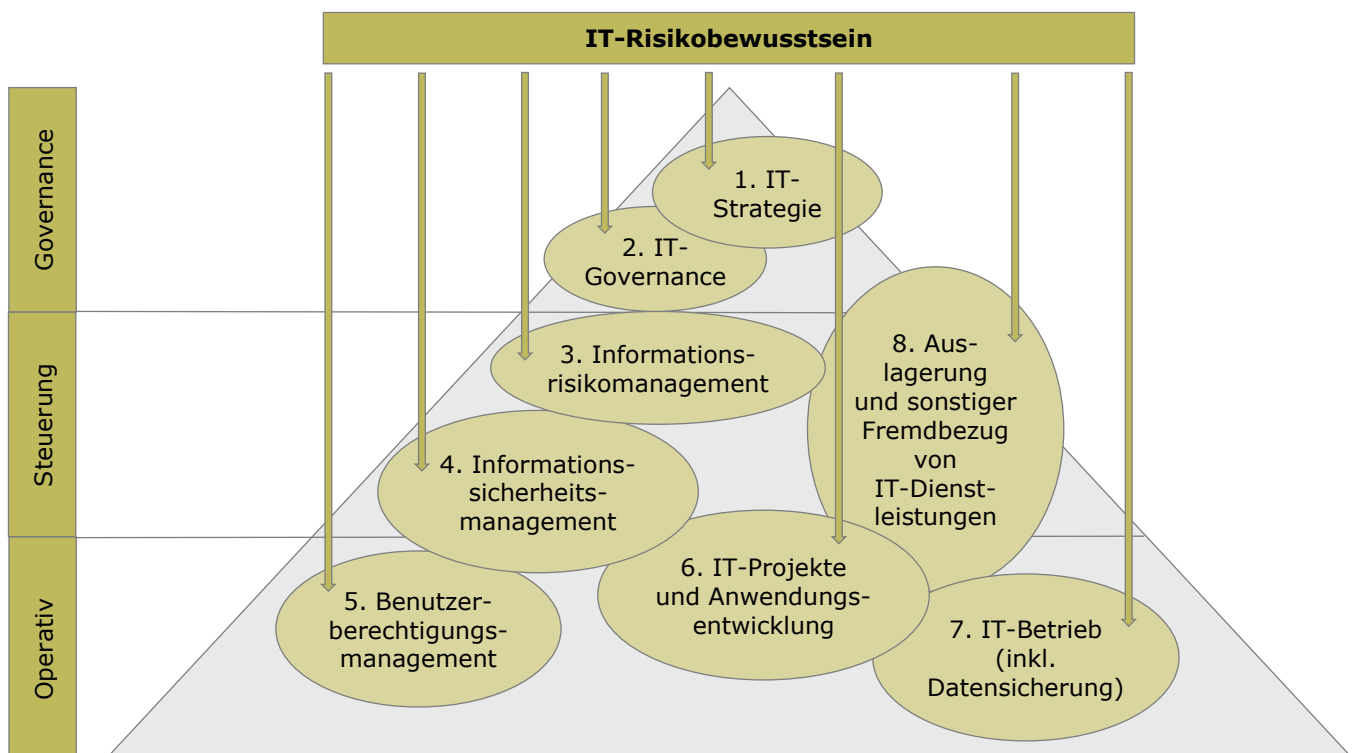 IT-Risikobewusstsein
Governance
1. IT-
Strategie
2. IT-
Governance
Steuerung
3. Informations-
risikomanagement
8. Aus-
lagerung
und sonstiger
Fremdbezug
von
IT-Dienst-
leistungen
4. Informations-
sicherheits-
management
Operativ
5. Benutzer-
berechtigungs-
management
6. IT-Projekte
und Anwendungs-
entwicklung
7. IT-Betrieb
(inkl.
Datensicherung)